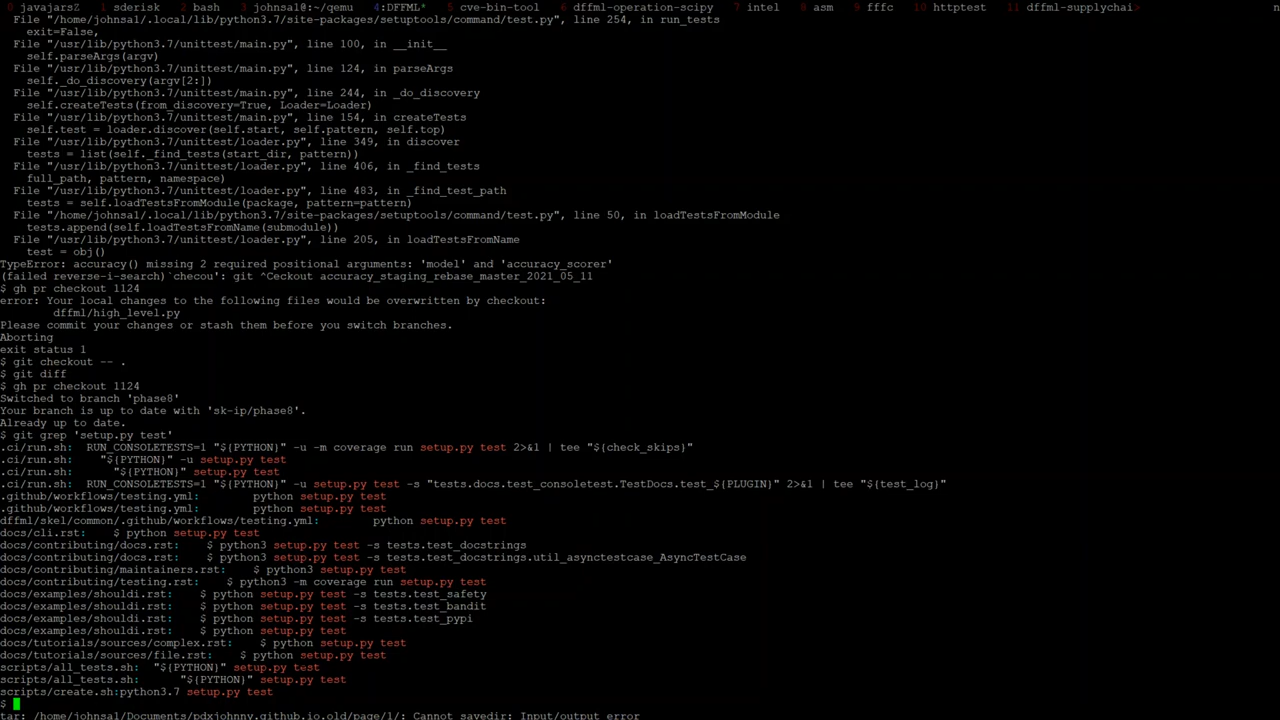 0 javajarsZ  1 sderisk  2 bash  3 johnsa1@:~/qemu  4:DFFML*  5 cve-bin-tool  6 dffml-operation-scipy  7 intel  8 asm  9 fffc  10 httptest  11 dffml-supplychai>
File "/home/johnsa1/.local/lib/python3.7/site-packages/setuptools/command/test.py", line 254, in run_tests
exit=False,
File "/usr/lib/python3.7/unittest/main.py", line 100, in __init__
self.parseArgs(argv)
File "/usr/lib/python3.7/unittest/main.py", line 124, in parseArgs
self._do_discovery(argv[2:])
File "/usr/lib/python3.7/unittest/main.py", line 244, in _do_discovery
self.createTests(from_discovery=True, Loader=Loader)
File "/usr/lib/python3.7/unittest/main.py", line 154, in createTests
self.test = loader.discover(self.start, self.pattern, self.top)
File "/usr/lib/python3.7/unittest/loader.py", line 349, in discover
tests = list(self._find_tests(start_dir, pattern))
File "/usr/lib/python3.7/unittest/loader.py", line 406, in _find_tests
full_path, pattern, namespace)
File "/usr/lib/python3.7/unittest/loader.py", line 483, in _find_test_path
tests = self.loadTestsFromModule(package, pattern=pattern)
File "/home/johnsa1/.local/lib/python3.7/site-packages/setuptools/command/test.py", line 50, in loadTestsFromModule
tests.append(self.loadTestsFromName(submodule))
File "/usr/lib/python3.7/unittest/loader.py", line 205, in loadTestsFromName
test = obj()
TypeError: accuracy() missing 2 required positional arguments: 'model' and 'accuracy_scorer'
(failed reverse-i-search)`checou': git ^Ceckout accuracy_staging_rebase_master_2021_05_11
$ gh pr checkout 1124
error: Your local changes to the following files would be overwritten by checkout:
dffml/high_level.py
Please commit your changes or stash them before you switch branches.
Aborting
exit status 1
$ git checkout -- .
$ git diff
$ gh pr checkout 1124
Switched to branch 'phase8'
Your branch is up to date with 'sk-ip/phase8'.
Already up to date.
$ git grep 'setup.py test'
.ci/run.sh:  RUN_CONSOLETESTS=1 "${PYTHON}" -u -m coverage run setup.py test 2>&1 | tee "${check_skips}"
.ci/run.sh:    "${PYTHON}" -u setup.py test
.ci/run.sh:      "${PYTHON}" setup.py test
.ci/run.sh:  RUN_CONSOLETESTS=1 "${PYTHON}" -u setup.py test -s "tests.docs.test_consoletest.TestDocs.test_${PLUGIN}" 2>&1 | tee "${test_log}"
.github/workflows/testing.yml:        python setup.py test
.github/workflows/testing.yml:        python setup.py test
dffml/skel/common/.github/workflows/testing.yml:        python setup.py test
docs/cli.rst:   $ python setup.py test
docs/contributing/docs.rst:    $ python3 setup.py test -s tests.test_docstrings
docs/contributing/docs.rst:    $ python3 setup.py test -s tests.test_docstrings.util_asynctestcase_AsyncTestCase
docs/contributing/maintainers.rst:    $ python3 setup.py test
docs/contributing/testing.rst:    $ python3 -m coverage run setup.py test
docs/examples/shouldi.rst:    $ python setup.py test -s tests.test_safety
docs/examples/shouldi.rst:    $ python setup.py test -s tests.test_bandit
docs/examples/shouldi.rst:    $ python setup.py test -s tests.test_pypi
docs/examples/shouldi.rst:    $ python setup.py test
docs/tutorials/sources/complex.rst:    $ python setup.py test
docs/tutorials/sources/file.rst:    $ python setup.py test
scripts/all_tests.sh:  "${PYTHON}" setup.py test
scripts/all_tests.sh:      "${PYTHON}" setup.py test
scripts/create.sh:python3.7 setup.py test
$
tar: /home/johnsa1/Documents/pdxjohnny.github.io.old/page/1/: Cannot savedir: Input/output error